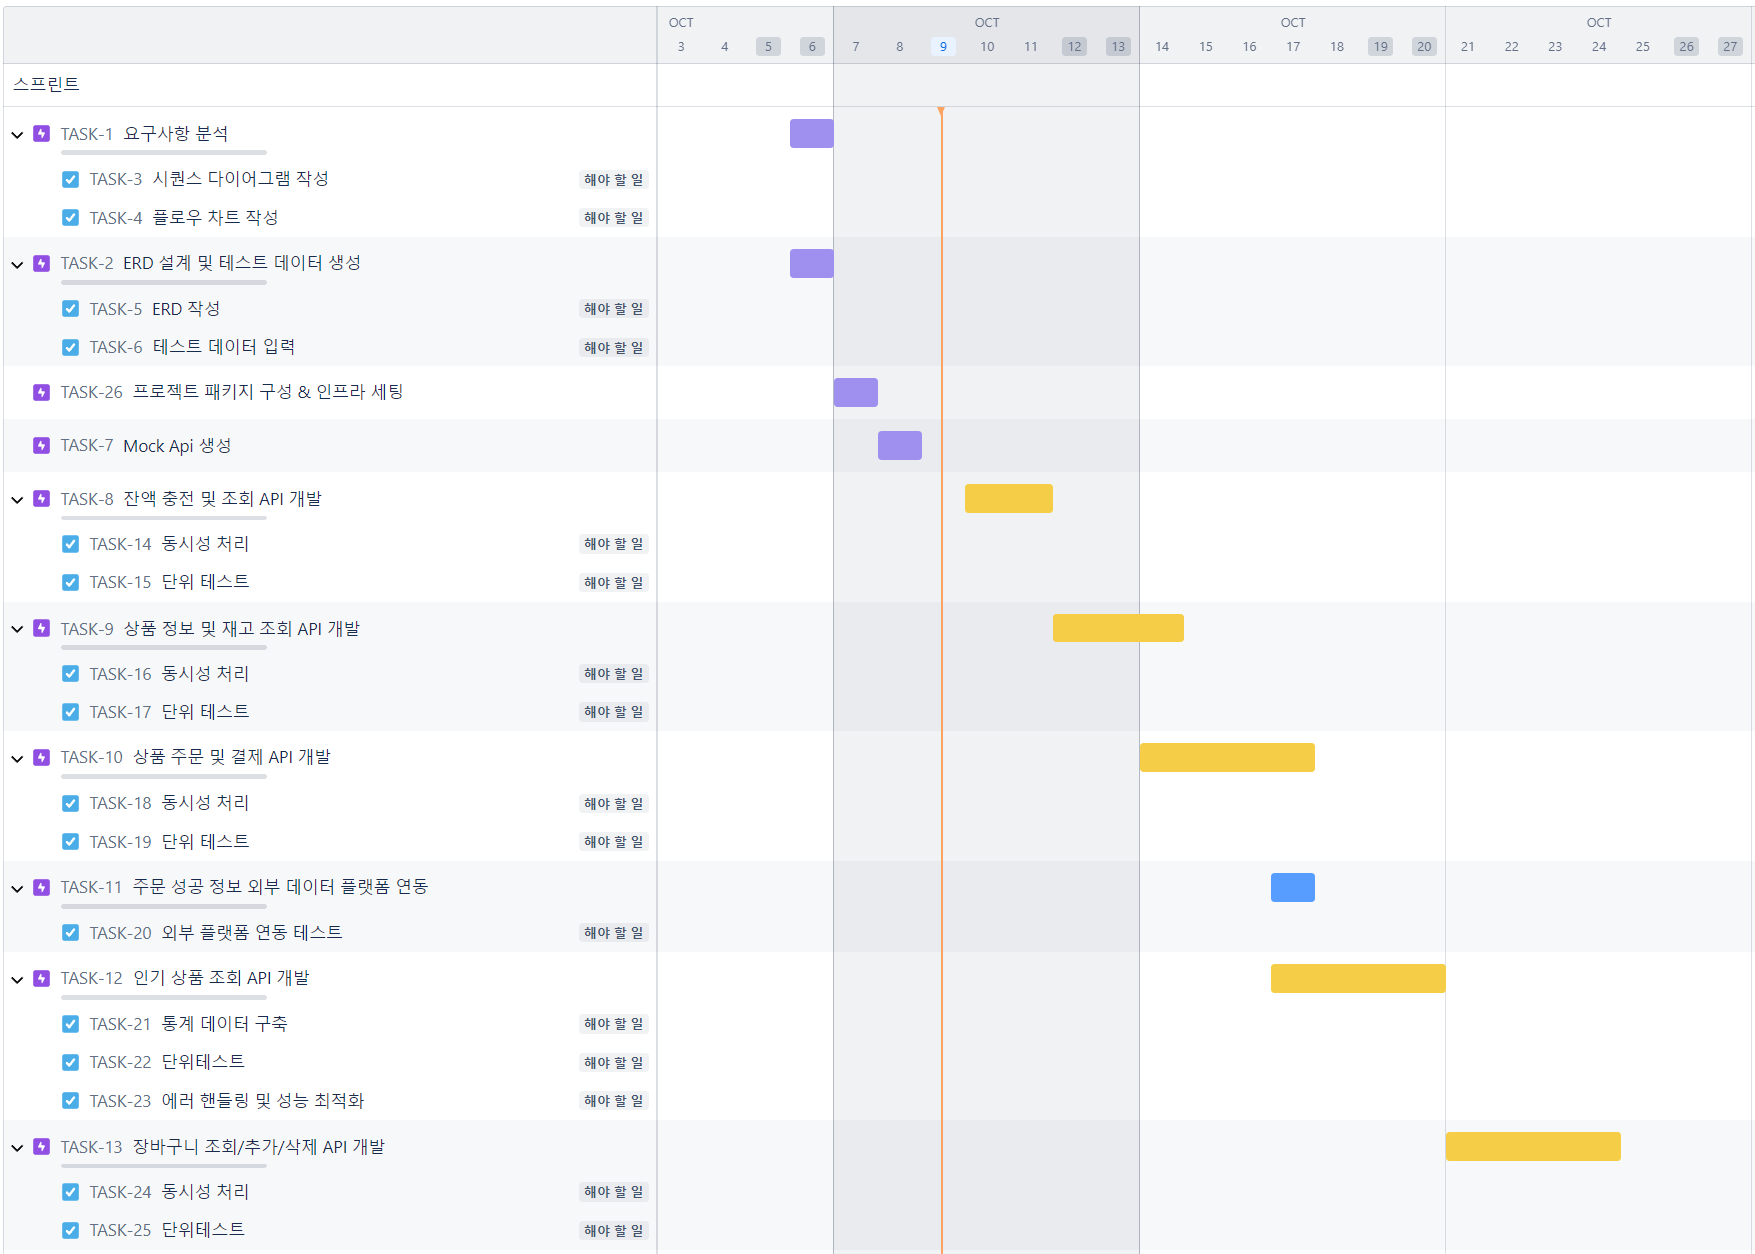 OCT OCT OCT OCT
3 4 5 6 7 8 9 10 11 12 13 14 15 16 17 18 19 20 21 22 23 24 25 26 27
스프린트
TASK-1 요구사항 분석
TASK-3 시퀀스 다이어그램 작성 해야 할 일
TASK-4 플로우 차트 작성 해야 할 일
TASK-2 ERD 설계 및 테스트 데이터 생성
TASK-5 ERD 작성 해야 할 일
TASK-6 테스트 데이터 입력 해야 할 일
TASK-26 프로젝트 패키지 구성 & 인프라 세팅
TASK-7 Mock Api 생성
TASK-8 잔액 충전 및 조회 API 개발
TASK-14 동시성 처리 해야 할 일
TASK-15 단위 테스트 해야 할 일
TASK-9 상품 정보 및 재고 조회 API 개발
TASK-16 동시성 처리 해야 할 일
TASK-17 단위 테스트 해야 할 일
TASK-10 상품 주문 및 결제 API 개발
TASK-18 동시성 처리 해야 할 일
TASK-19 단위 테스트 해야 할 일
TASK-11 주문 성공 정보 외부 데이터 플랫폼 연동
TASK-20 외부 플랫폼 연동 테스트 해야 할 일
TASK-12 인기 상품 조회 API 개발
TASK-21 통계 데이터 구축 해야 할 일
TASK-22 단위테스트 해야 할 일
TASK-23 에러 핸들링 및 성능 최적화 해야 할 일
TASK-13 장바구니 조회/추가/삭제 API 개발
TASK-24 동시성 처리 해야 할 일
TASK-25 단위테스트 해야 할 일